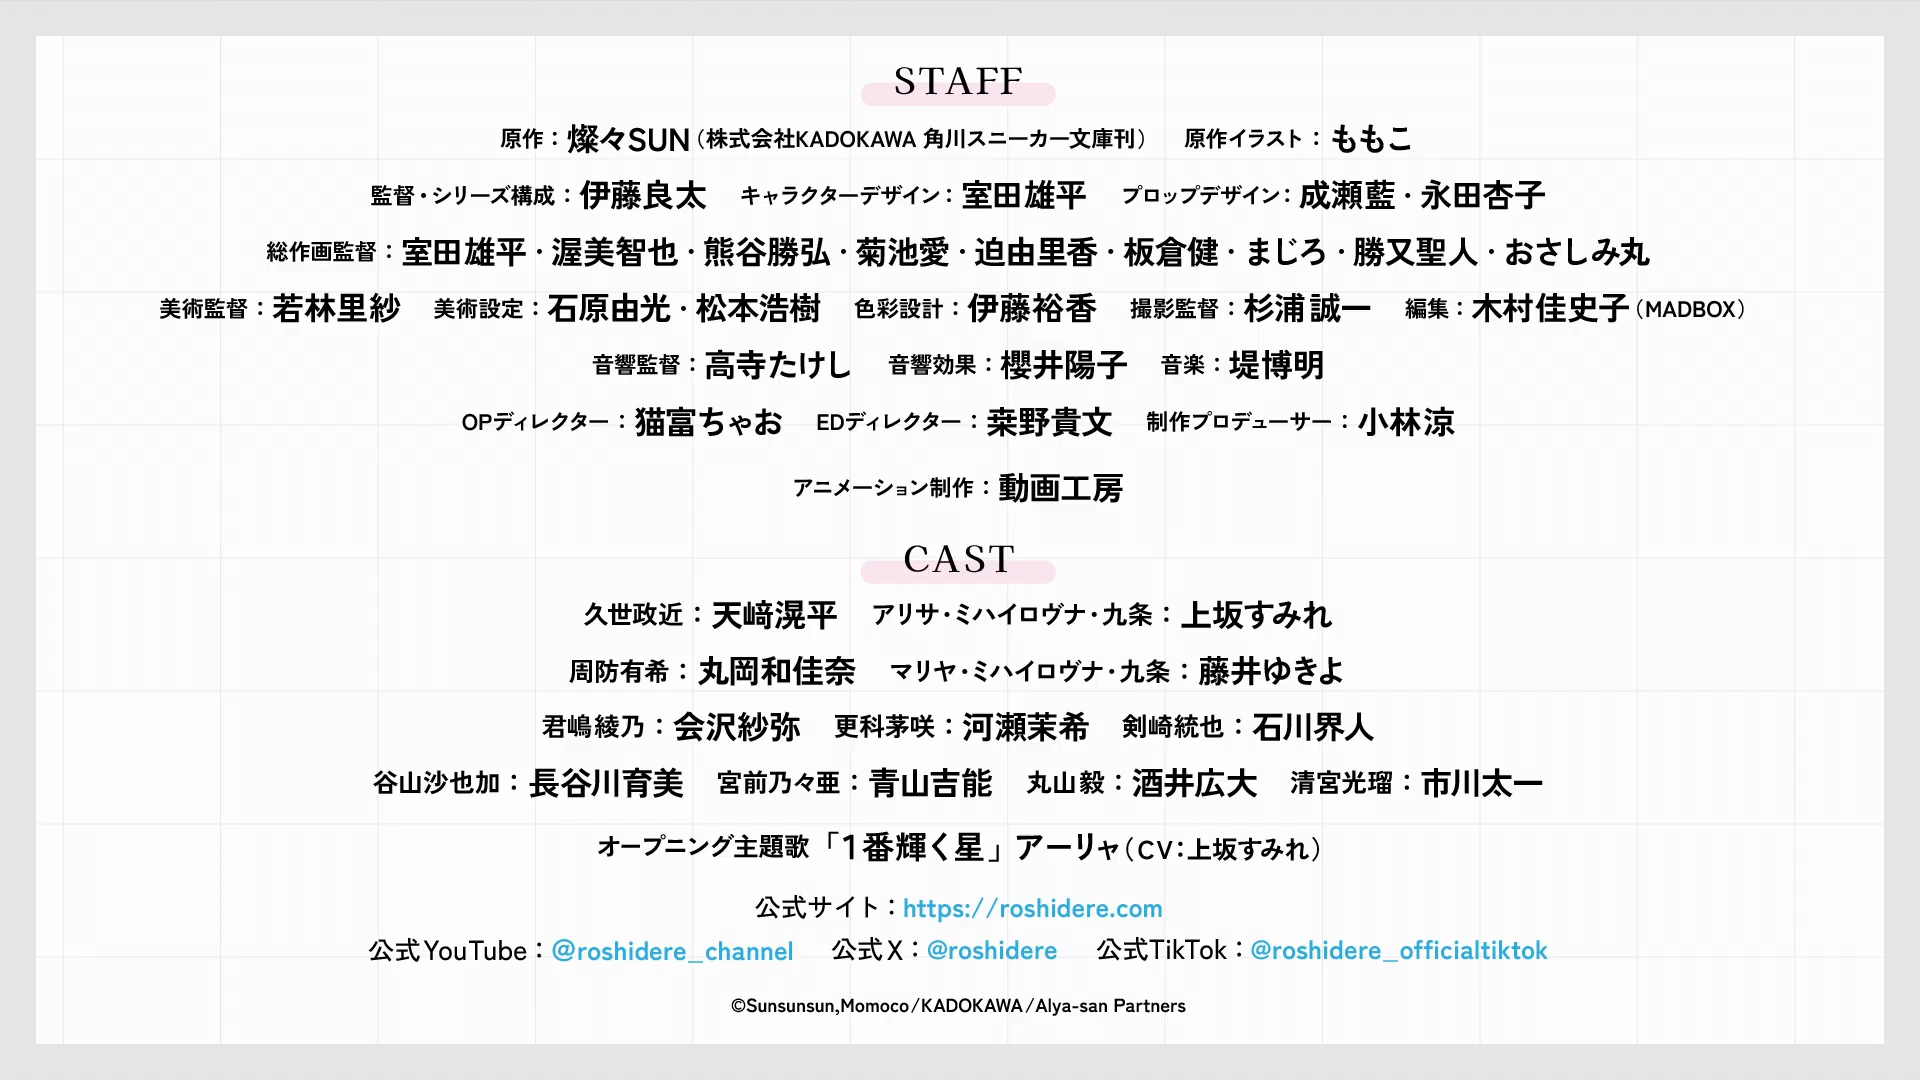 STAFF
原作：燦々SUN（株式会社KADOKAWA 角川スニーカー文庫刊） 原作イラスト：ももこ
監督・シリーズ構成：伊藤良太 キャラクターデザイン：室田雄平 プロップデザイン：成瀬藍・永田杏子
総作画監督：室田雄平・渥美智也・熊谷勝弘・菊池愛・迫由里香・板倉健・まじろ・勝又聖人・おさしみ丸
美術監督：若林里紗 美術設定：石原由光・松本浩樹 色彩設計：伊藤裕香 撮影監督：杉浦誠一 編集：木村佳史子（MADBOX）
音響監督：高寺たけし 音響効果：櫻井陽子 音楽：堤博明
OPディレクター：猫富ちゃお EDディレクター：桒野貴文 制作プロデューサー：小林涼
アニメーション制作：動画工房
CAST
久世政近：天﨑滉平 アリサ・ミハイロヴナ・九条：上坂すみれ
周防有希：丸岡和佳奈 マリヤ・ミハイロヴナ・九条：藤井ゆきよ
君嶋綾乃：会沢紗弥 更科茅咲：河瀬茉希 剣崎統也：石川界人
谷山沙也加：長谷川育美 宮前乃々亜：青山吉能 丸山毅：酒井広大 清宮光瑠：市川太一
オープニング主題歌「1番輝く星」アーリャ（CV：上坂すみれ）
公式サイト：https://roshidere.com
公式YouTube：@roshidere_channel 公式X：@roshidere 公式TikTok：@roshidere_officialtiktok
©Sunsunsun,Momoco/KADOKAWA/Alya-san Partners